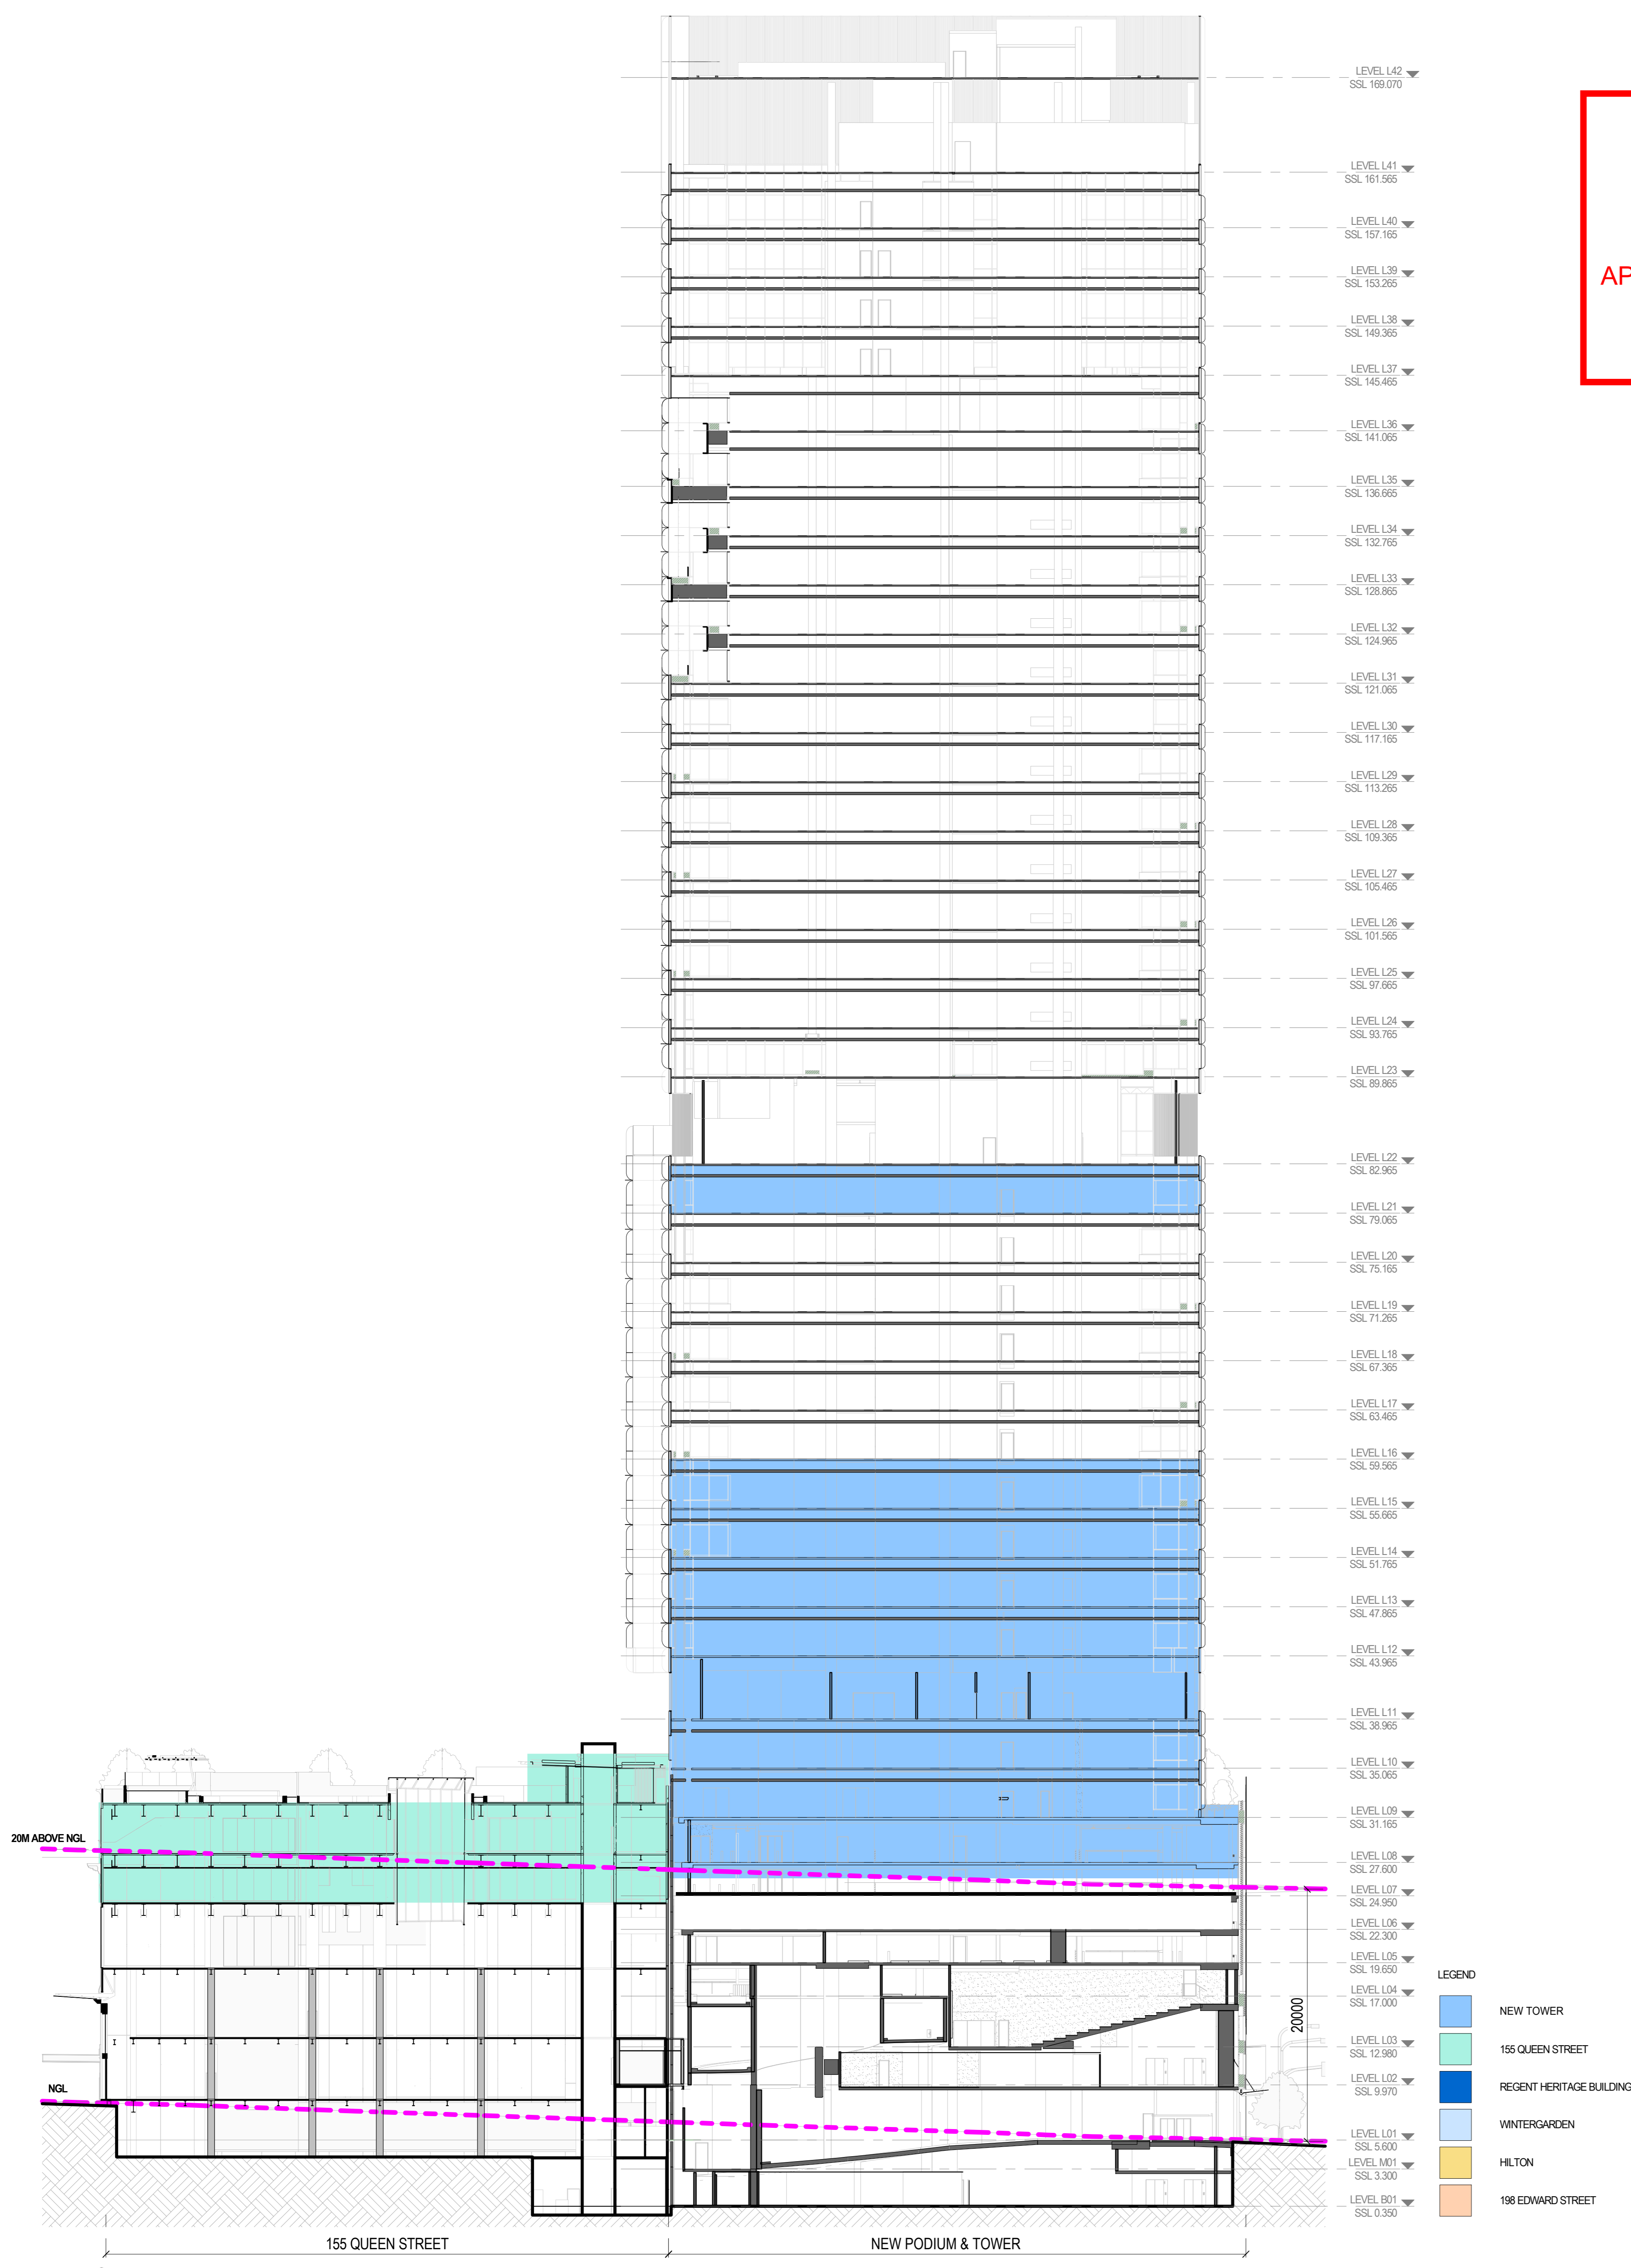 LEVEL L42
SSL 169.070
LEVEL L41
SSL 161.565
LEVEL L40
SSL 157.165
LEVEL L39
SSL 153.265
AP
LEVEL L38
SSL 149.365
LEVEL L37
SSL 145.465
LEVEL L36
SSL 141.065
LEVEL L35
SSL 136.665
LEVEL L34
SSL 132.765
LEVEL L33
SSL 128.865
LEVEL L32
SSL 124.965
LEVEL L31
SSL 121.065
LEVEL L30
SSL 117.165
LEVEL L29
SSL 113.265
LEVEL L28
SSL 109.365
LEVEL L27
SSL 105.465
LEVEL L26
SSL 101.565
LEVEL L25
SSL 97.665
LEVEL L24
SSL 93.765
LEVEL L23
SSL 89.865
LEVEL L22
SSL 82.965
LEVEL L21
SSL 79.065
LEVEL L20
SSL 75.165
LEVEL L19
SSL 71.265
LEVEL L18
SSL 67.365
LEVEL L17
SSL 63.465
LEVEL L16
SSL 59.565
LEVEL L15
SSL 55.665
LEVEL L14
SSL 51.765
LEVEL L13
SSL 47.865
LEVEL L12
SSL 43.965
LEVEL L11
SSL 38.965
LEVEL L10
SSL 35.065
LEVEL L09
SSL 31.165
20M ABOVE NGL
LEVEL L08
SSL 27.600
LEVEL L07
SSL 24.950
LEVEL L06
SSL 22.300
LEVEL L05
SSL 19.650
LEVEL L04
SSL 17.000
20000
LEVEL L03
SSL 12.980
LEVEL L02
SSL 9.970
NGL
LEVEL L01
SSL 5.600
LEVEL M01
SSL 3.300
LEVEL B01
SSL 0.350
LEGEND
NEW TOWER
155 QUEEN STREET
REGENT HERITAGE BUILDING
WINTERGARDEN
HILTON
198 EDWARD STREET
155 QUEEN STREET
NEW PODIUM & TOWER